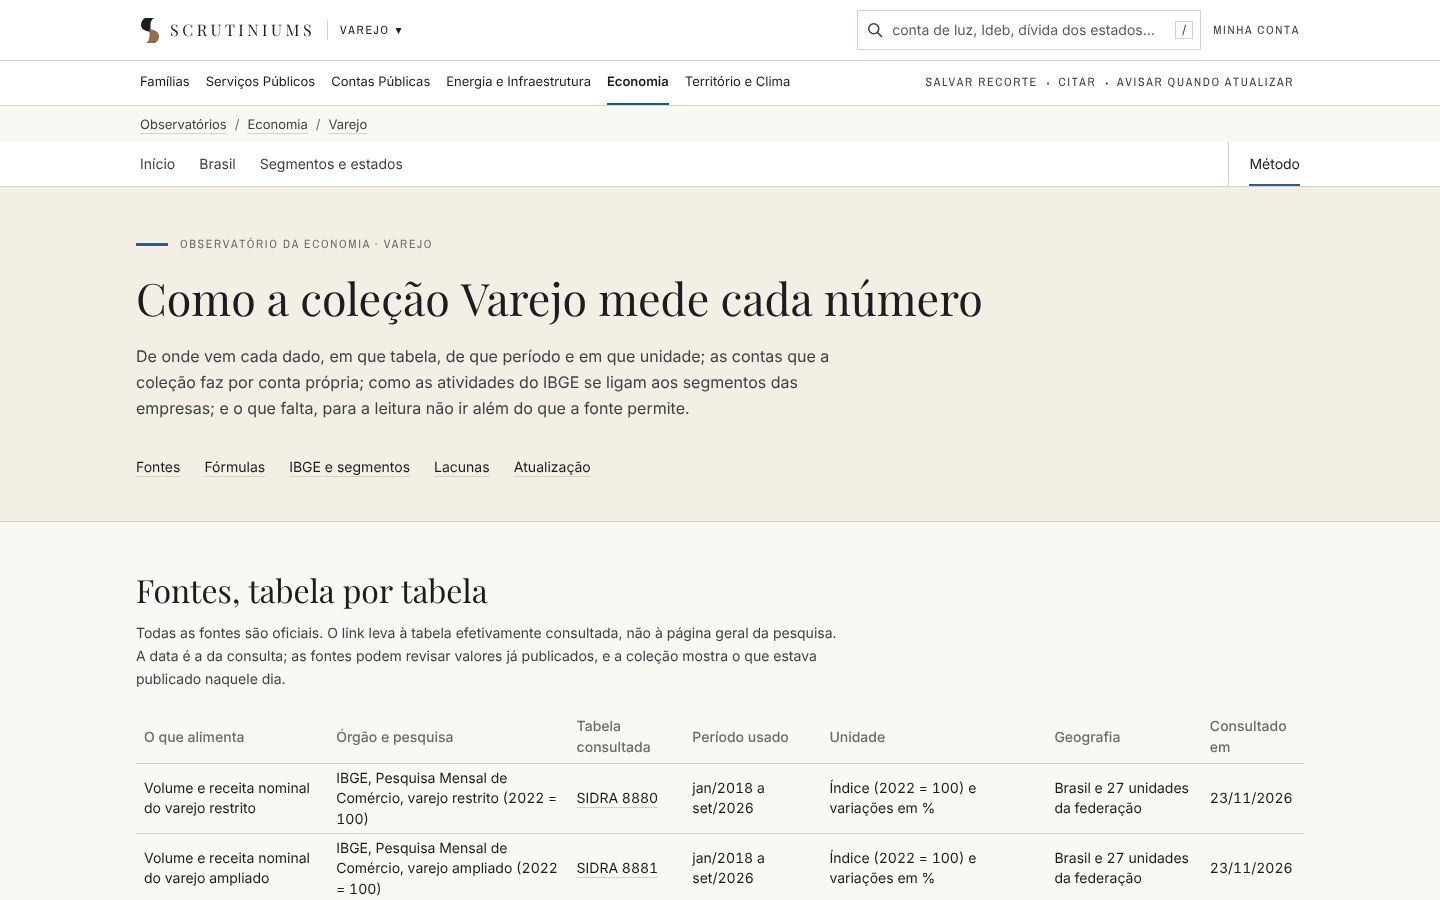 SCRUTINIUMS
VAREJO ▼
conta de luz, Ideb, dívida dos estados...
/
MINHA CONTA
Famílias Serviços Públicos Contas Públicas Energia e Infraestrutura Economia Território e Clima
SALVAR RECORTE • CITAR • AVISAR QUANDO ATUALIZAR
Observatórios / Economia / Varejo
Início Brasil Segmentos e estados Método
OBSERVATÓRIO DA ECONOMIA · VAREJO
Como a coleção Varejo mede cada número
De onde vem cada dado, em que tabela, de que período e em que unidade; as contas que a
coleção faz por conta própria; como as atividades do IBGE se ligam aos segmentos das
empresas; e o que falta, para a leitura não ir além do que a fonte permite.
Fontes Fórmulas IBGE e segmentos Lacunas Atualização
Fontes, tabela por tabela
Todas as fontes são oficiais. O link leva à tabela efetivamente consultada, não à página geral da pesquisa.
A data é a da consulta; as fontes podem revisar valores já publicados, e a coleção mostra o que estava
publicado naquele dia.
O que alimenta
Órgão e pesquisa
Tabela
consultada
Período usado
Unidade
Geografia
Consultado
em
Volume e receita nominal
do varejo restrito
IBGE, Pesquisa Mensal de
Comércio, varejo restrito (2022 =
100)
SIDRA 8880
jan/2018 a
set/2026
Índice (2022 = 100) e
variações em %
Brasil e 27 unidades
da federação
23/11/2026
Volume e receita nominal
do varejo ampliado
IBGE, Pesquisa Mensal de
Comércio, varejo ampliado (2022
= 100)
SIDRA 8881
jan/2018 a
set/2026
Índice (2022 = 100) e
variações em %
Brasil e 27 unidades
da federação
23/11/2026